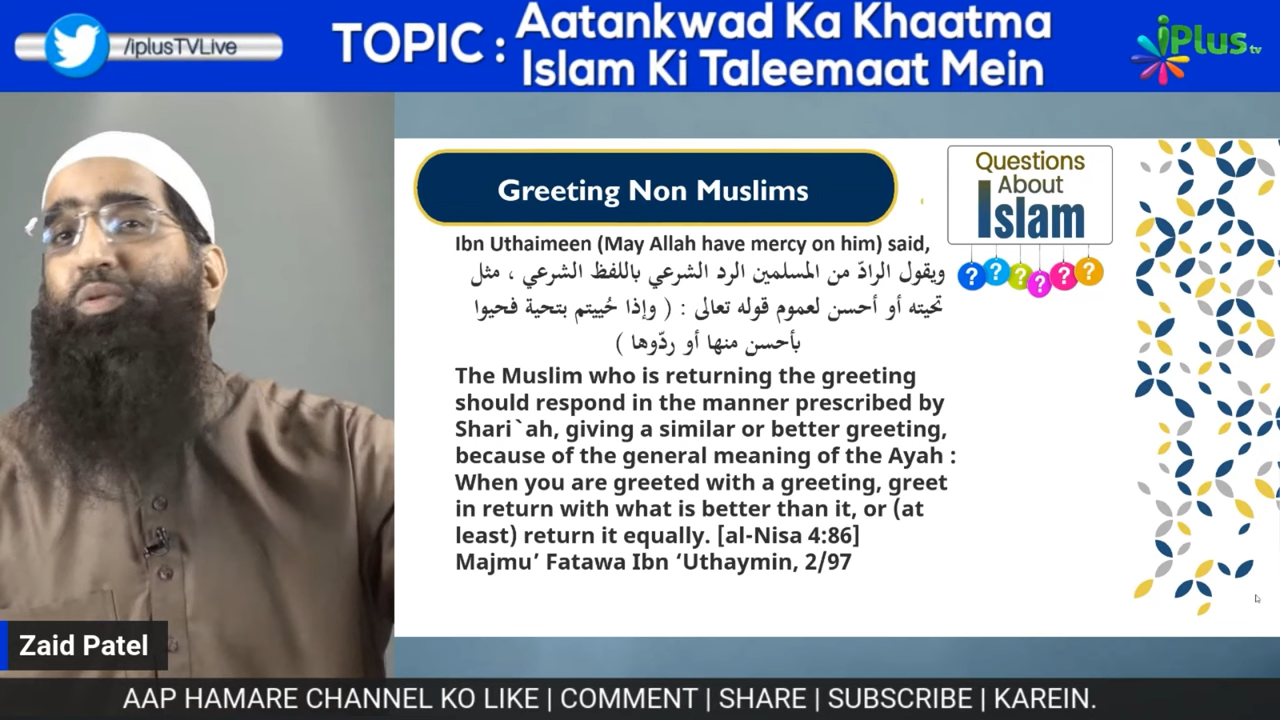 /iplusTVLive
TOPIC : Aatankwad Ka Khaatma
Islam Ki Taleemaat Mein
iPlus tv
Greeting Non Muslims
Questions
About
Islam
? ? ? ? ? ?
Ibn Uthaimeen (May Allah have mercy on him) said,
ويقول الرادّ من المسلمين الرد الشرعي باللفظ الشرعي ، مثل
تحيته أو أحسن لعموم قوله تعالى : ( وإذا حُييتم بتحية فحيوا
بأحسن منها أو ردّوها )
The Muslim who is returning the greeting
should respond in the manner prescribed by
Shari`ah, giving a similar or better greeting,
because of the general meaning of the Ayah :
When you are greeted with a greeting, greet
in return with what is better than it, or (at
least) return it equally. [al-Nisa 4:86]
Majmu’ Fatawa Ibn ‘Uthaymin, 2/97
Zaid Patel
AAP HAMARE CHANNEL KO LIKE | COMMENT | SHARE | SUBSCRIBE | KAREIN.